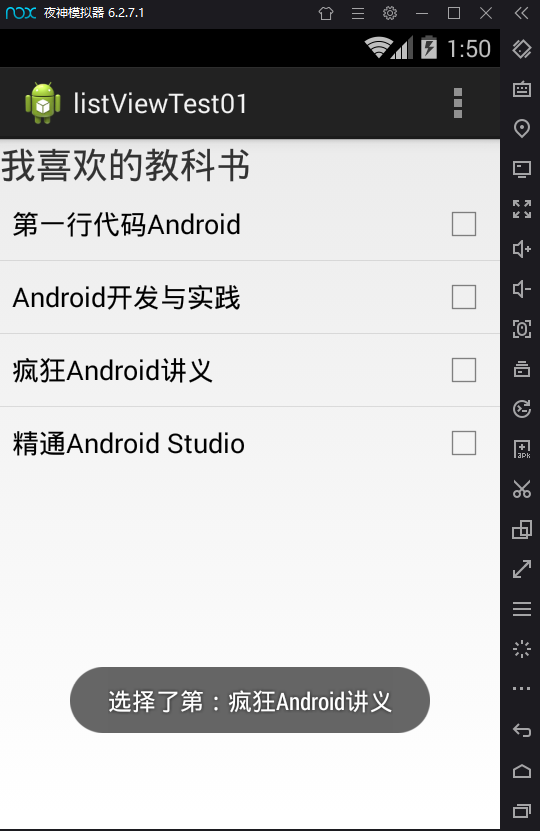 nox 夜神模拟器 6.2.7.1
1:50
listViewTest01
我喜欢的教科书
第一行代码Android
Android开发与实践
疯狂Android讲义
精通Android Studio
选择了第：疯狂Android讲义